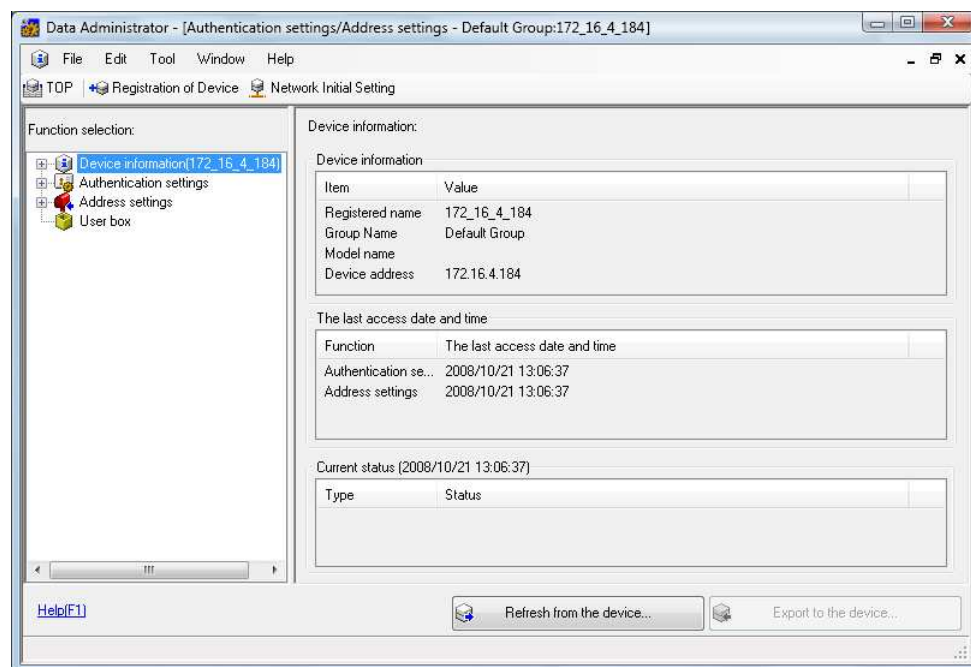 Data Administrator - [Authentication settings/Address settings - Default Group:172_16_4_184]
File Edit Tool Window Help
TOP Registration of Device Network Initial Setting
Function selection:
Device information(172_16_4_184)
Authentication settings
Address settings
User box
Device information:
Device information
Item Value
Registered name 172_16_4_184
Group Name Default Group
Model name
Device address 172.16.4.184
The last access date and time
Function The last access date and time
Authentication se... 2008/10/21 13:06:37
Address settings 2008/10/21 13:06:37
Current status (2008/10/21 13:06:37)
Type Status
Help(F1)
Refresh from the device...
Export to the device...